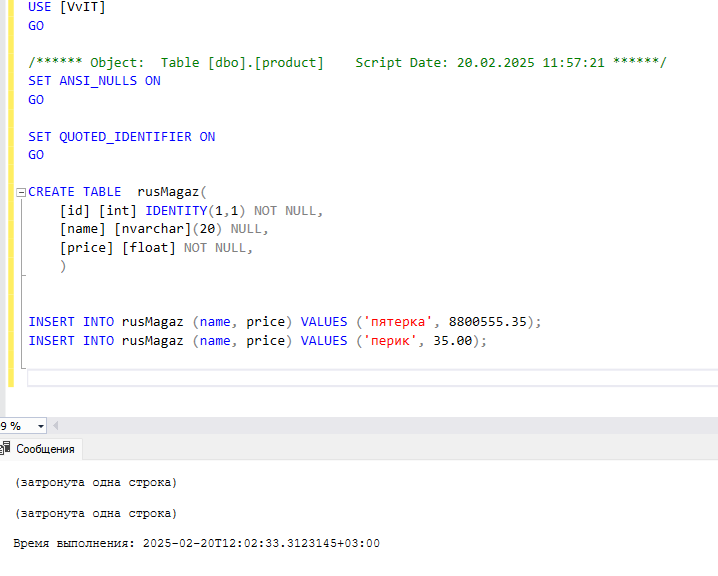 USE [VvIT]
GO
/****** Object:  Table [dbo].[product]    Script Date: 20.02.2025 11:57:21 ******/
SET ANSI_NULLS ON
GO
SET QUOTED_IDENTIFIER ON
GO
CREATE TABLE  rusMagaz(
[id] [int] IDENTITY(1,1) NOT NULL,
[name] [nvarchar](20) NULL,
[price] [float] NOT NULL,
)
INSERT INTO rusMagaz (name, price) VALUES ('пятерка', 8800555.35);
INSERT INTO rusMagaz (name, price) VALUES ('перик', 35.00);
9 %
Сообщения
(затронута одна строка)
(затронута одна строка)
Время выполнения: 2025-02-20T12:02:33.3123145+03:00